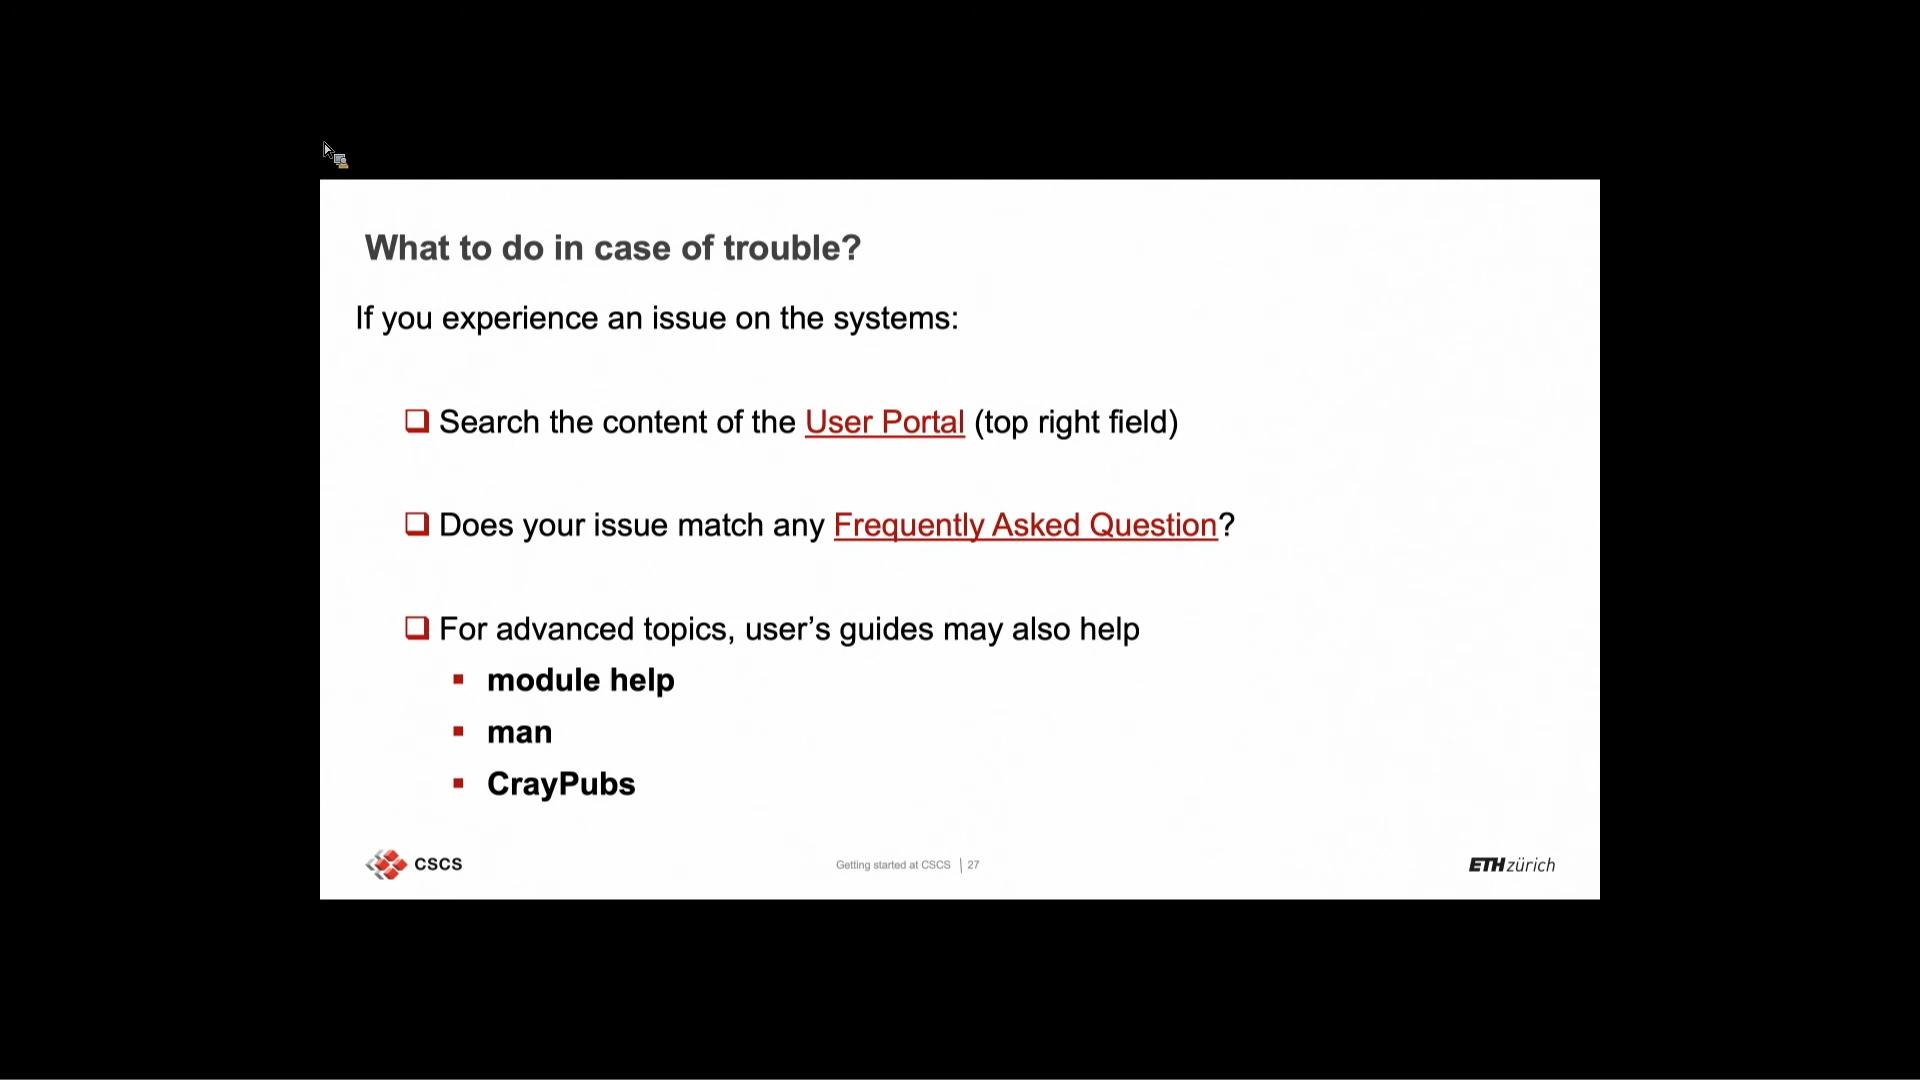 What to do in case of trouble?
If you experience an issue on the systems:
Search the content of the User Portal (top right field)
Does your issue match any Frequently Asked Question?
For advanced topics, user’s guides may also help
module help
man
CrayPubs
CSCS
Getting started at CSCS | 27
ETH zürich